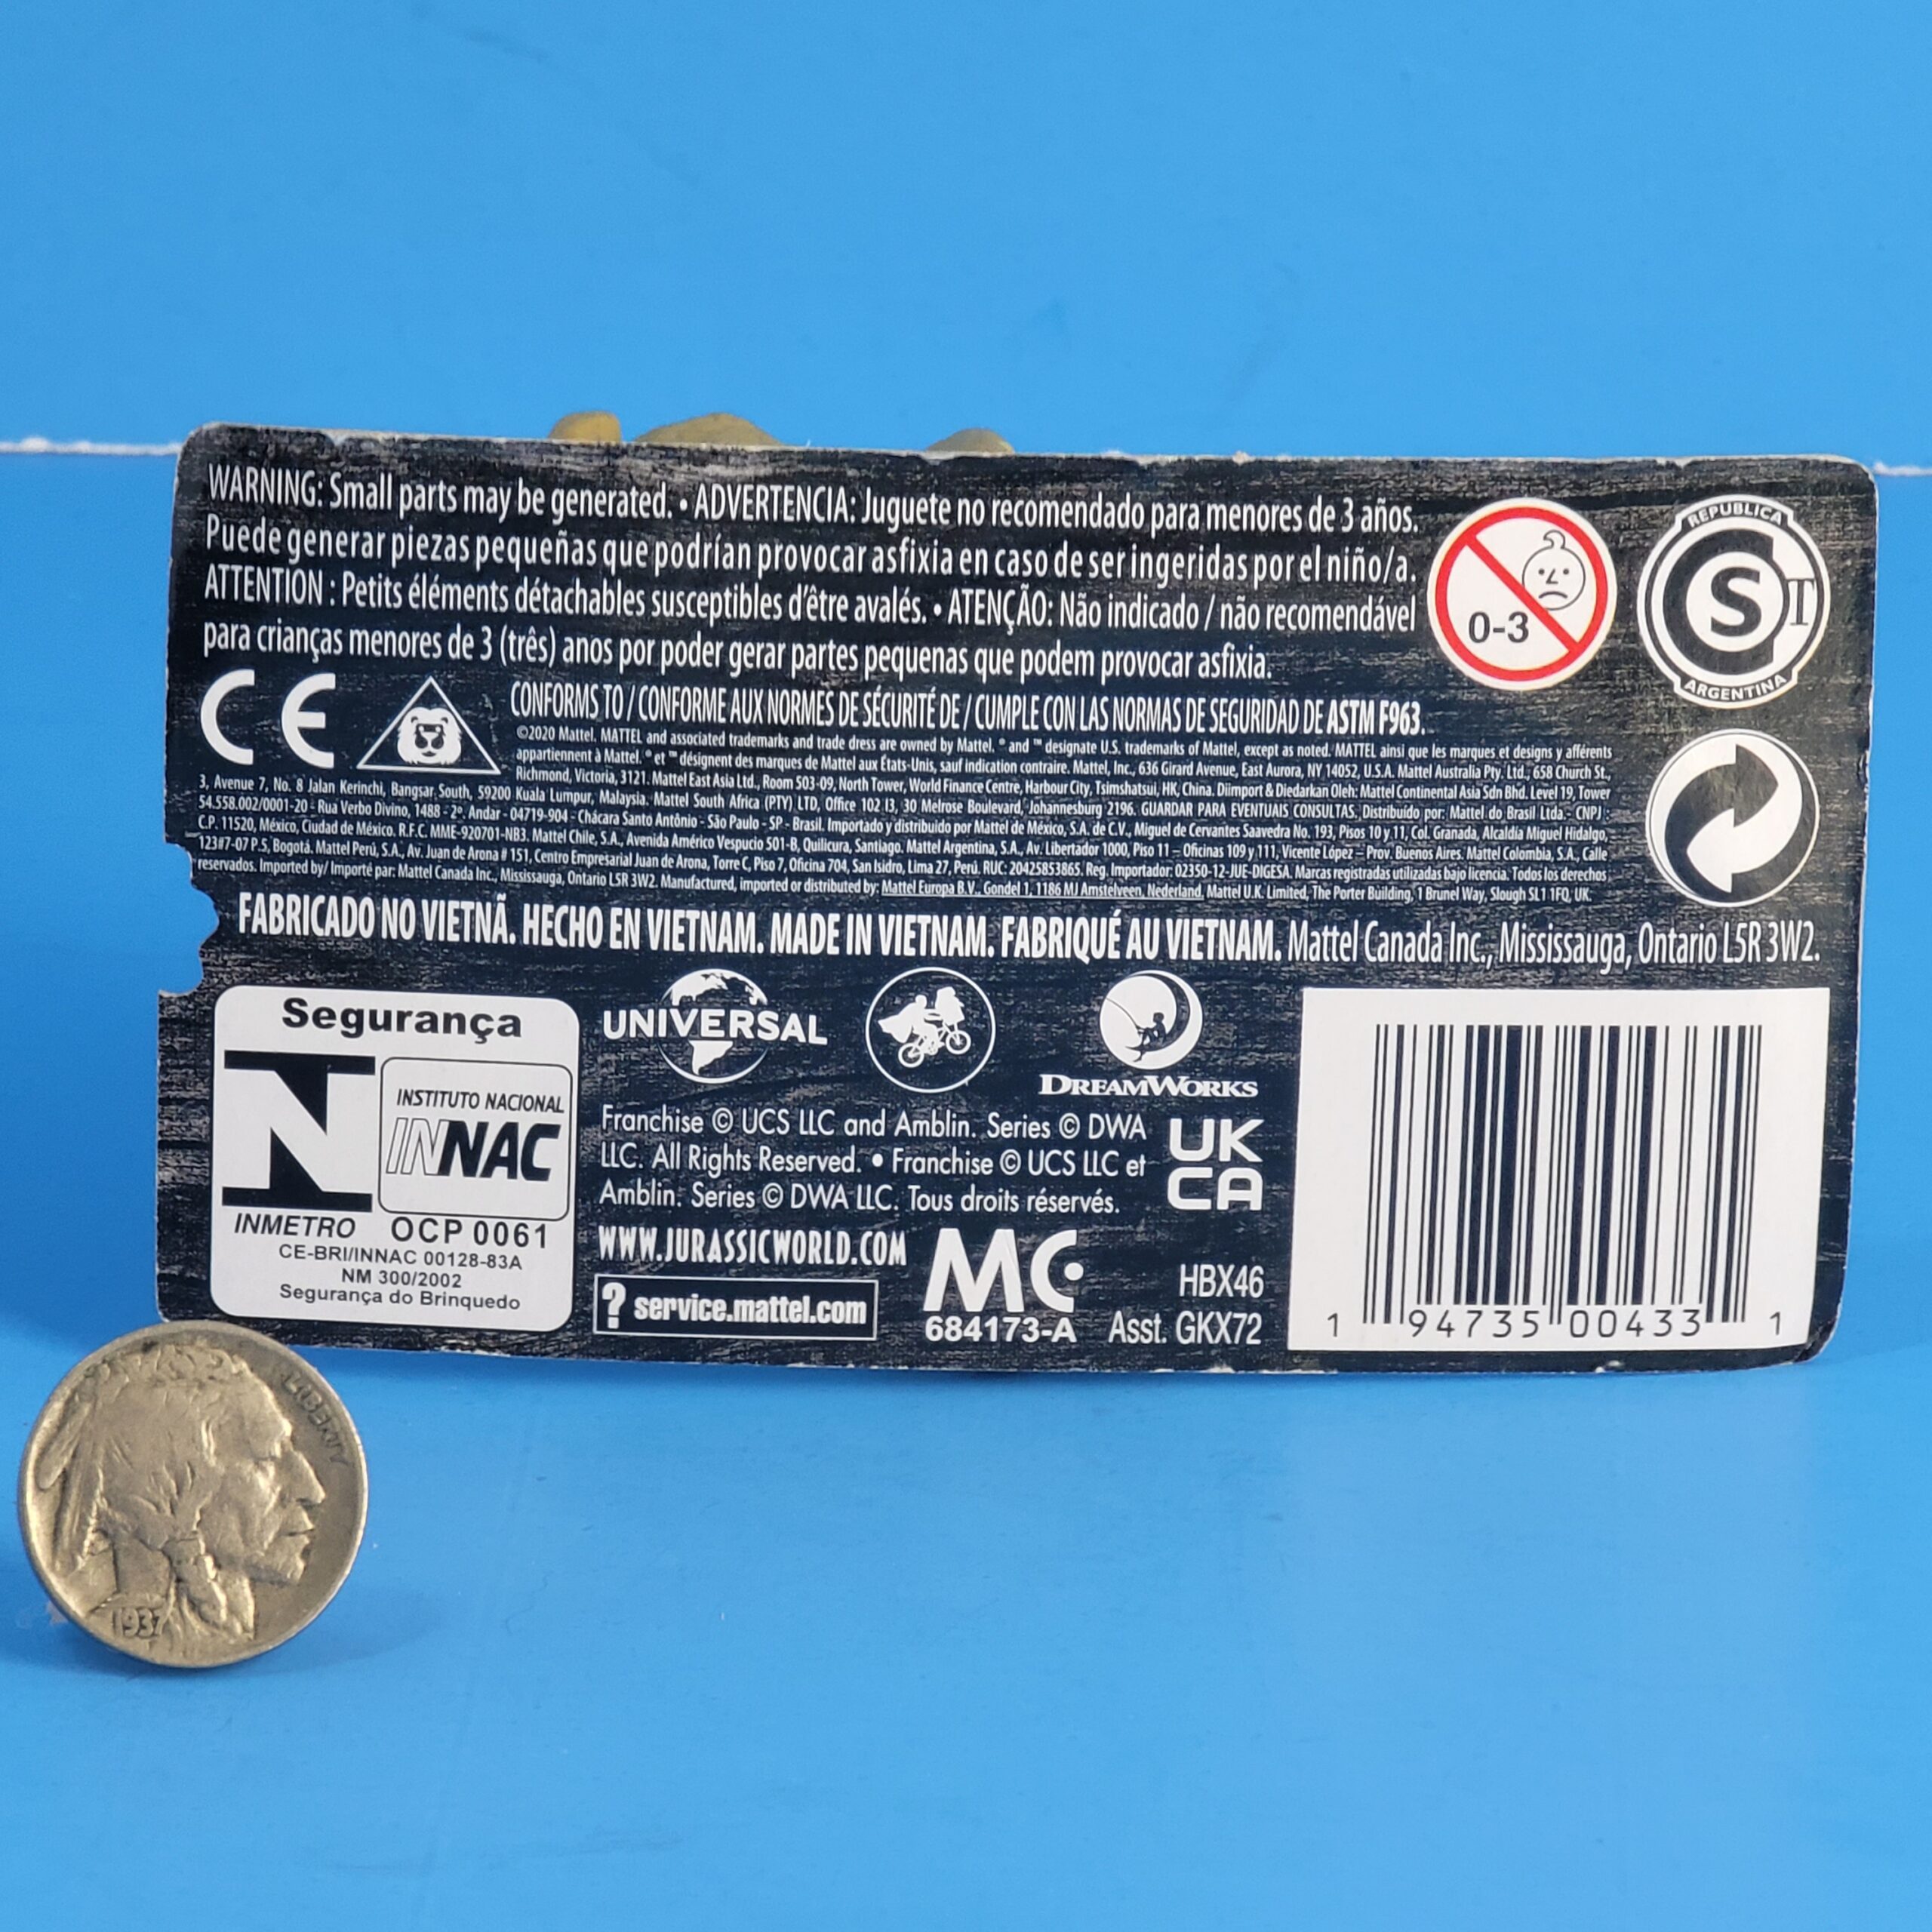 WARNING: Small parts may be generated. • ADVERTENCIA: Juguete no recomendado para menores de 3 años.
Puede generar piezas pequeñas que podrían provocar asfixia en caso de ser ingeridas por el niño/a.
ATTENTION : Petits éléments détachables susceptibles d'être avalés. • ATENÇÃO: Não indicado / não recomendável
para crianças menores de 3 (três) anos por poder gerar partes pequenas que podem provocar asfixia.
0-3
REPUBLICA
CST
ARGENTINA
CE
CONFORMS TO / CONFORME AUX NORMES DE SÉCURITÉ DE / CUMPLE CON LAS NORMAS DE SEGURIDAD DE ASTM F963.
©2020 Mattel. MATTEL and associated trademarks and trade dress are owned by Mattel. ® and ™ designate U.S. trademarks of Mattel, except as noted. MATTEL ainsi que les marques et designs y afférents
appartiennent à Mattel. ® et ™ désignent des marques de Mattel aux États-Unis, sauf indication contraire. Mattel, Inc., 636 Girard Avenue, East Aurora, NY 14052, U.S.A. Mattel Australia Pty. Ltd., 658 Church St.,
Richmond, Victoria, 3121. Mattel East Asia Ltd., Room 503-09, North Tower, World Finance Centre, Harbour City, Tsimshatsui, HK, China. Diimport & Diedarkan Oleh: Mattel Continental Asia Sdn Bhd. Level 19, Tower
3, Avenue 7, No. 8 Jalan Kerinchi, Bangsar South, 59200 Kuala Lumpur, Malaysia. Mattel South Africa (PTY) LTD, Office 102 I3, 30 Melrose Boulevard, Johannesburg 2196. GUARDAR PARA EVENTUAIS CONSULTAS. Distribuído por: Mattel do Brasil Ltda.- CNPJ :
54.558.002/0001-20 - Rua Verbo Divino, 1488 - 2º. Andar - 04719-904 - Chácara Santo Antônio - São Paulo - SP - Brasil. Importado y distribuido por Mattel de México, S.A. de C.V., Miguel de Cervantes Saavedra No. 193, Pisos 10 y 11, Col. Granada, Alcaldía Miguel Hidalgo,
C.P. 11520, México, Ciudad de México. R.F.C. MME-920701-NB3. Mattel Chile, S.A., Avenida Américo Vespucio 501-B, Quilicura, Santiago. Mattel Argentina, S.A., Av. Libertador 1000, Piso 11 – Oficinas 109 y 111, Vicente López – Prov. Buenos Aires. Mattel Colombia, S.A., Calle
123#7-07 P.5, Bogotá. Mattel Perú, S.A., Av. Juan de Arona # 151, Centro Empresarial Juan de Arona, Torre C, Piso 7, Oficina 704, San Isidro, Lima 27, Perú. RUC: 20425853865. Reg. Importador: 02350-12-JUE-DIGESA. Marcas registradas utilizadas bajo licencia. Todos los derechos
reservados. Imported by/ Importé par: Mattel Canada Inc., Mississauga, Ontario L5R 3W2. Manufactured, imported or distributed by: Mattel Europa B.V., Gondel 1, 1186 MJ Amstelveen, Nederland. Mattel U.K. Limited, The Porter Building, 1 Brunel Way, Slough SL1 1FQ, UK.
FABRICADO NO VIETNÃ. HECHO EN VIETNAM. MADE IN VIETNAM. FABRIQUÉ AU VIETNAM. Mattel Canada Inc., Mississauga, Ontario L5R 3W2.
Segurança
INSTITUTO NACIONAL
INNAC
INMETRO OCP 0061
CE-BRI/INNAC 00128-83A
NM 300/2002
Segurança do Brinquedo
UNIVERSAL
DREAMWORKS
Franchise © UCS LLC and Amblin. Series © DWA
LLC. All Rights Reserved. • Franchise © UCS LLC et
Amblin. Series © DWA LLC. Tous droits réservés.
UK
CA
WWW.JURASSICWORLD.COM
? service.mattel.com
MC
684173-A
HBX46
Asst. GKX72
1 94735 00433 1
LIBERTY
1937